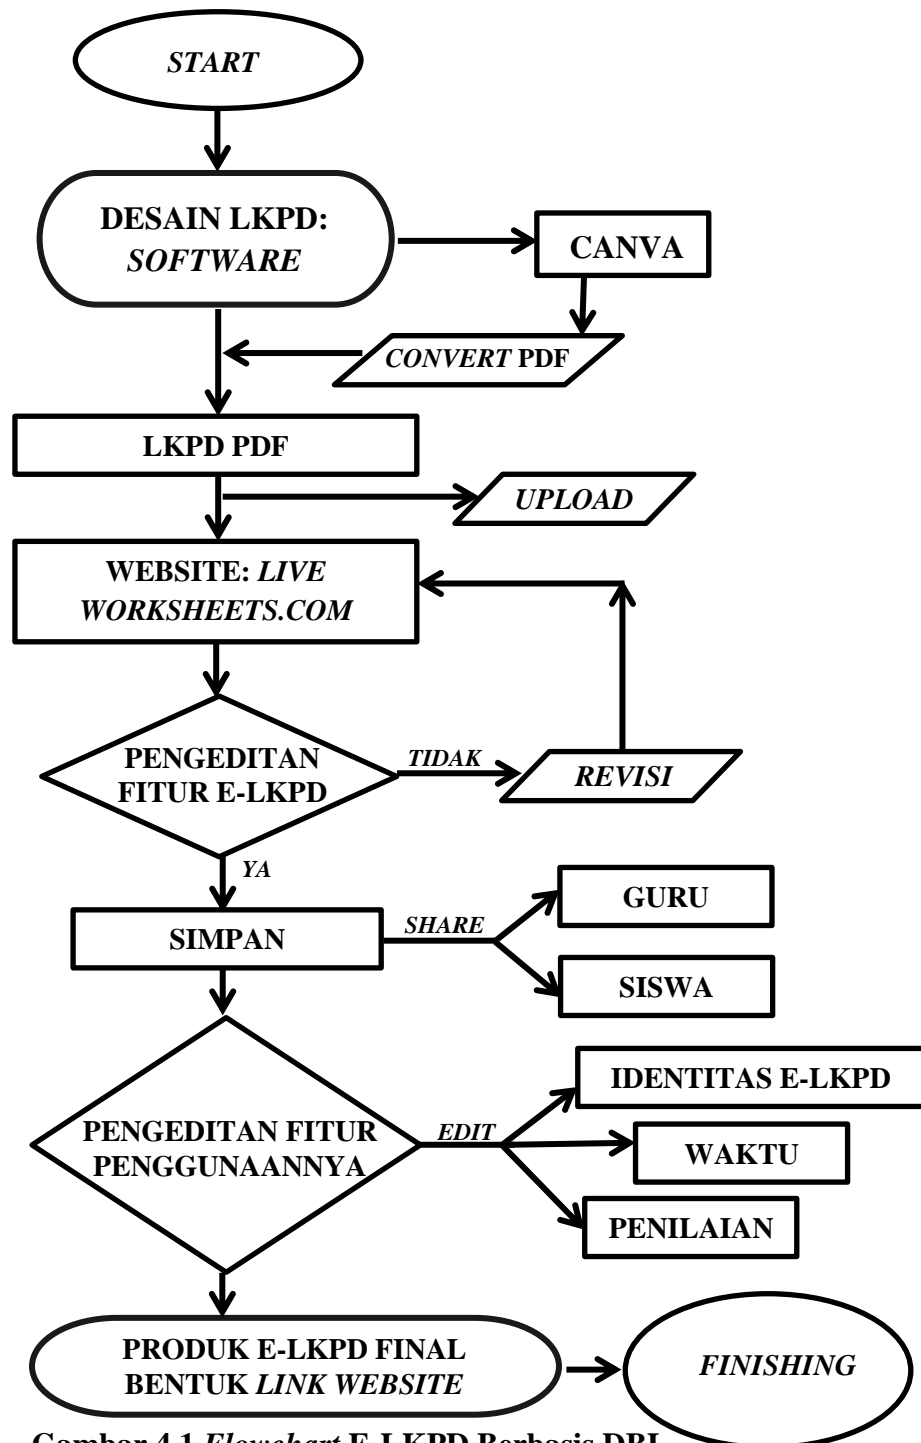 START
DESAIN LKPD:
SOFTWARE
CANVA
CONVERT PDF
LKPD PDF
UPLOAD
WEBSITE: LIVE
WORKSHEETS.COM
PENGEDITAN
FITUR E-LKPD
TIDAK
REVISI
YA
SIMPAN
SHARE
GURU
SISWA
PENGEDITAN FITUR
PENGGUNAANNYA
EDIT
IDENTITAS E-LKPD
WAKTU
PENILAIAN
PRODUK E-LKPD FINAL
BENTUK LINK WEBSITE
FINISHING
Gambar 4.1 Flowchart E-LKPD Berbasis